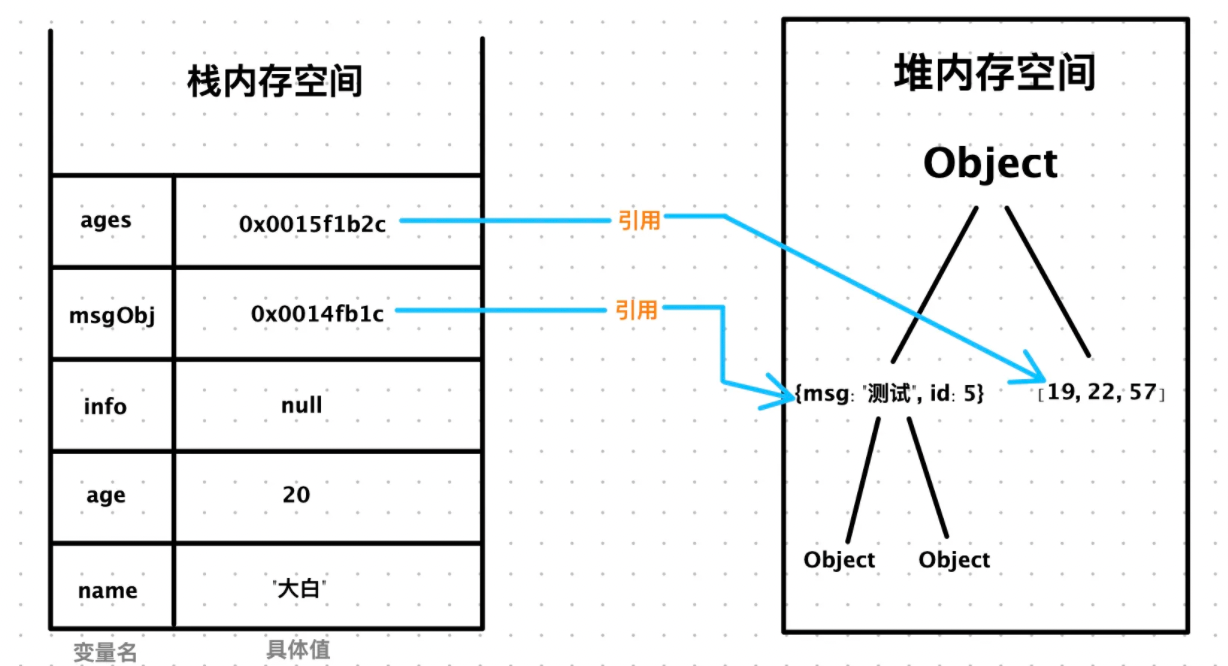 栈内存空间
堆内存空间
Object
ages 0x0015f1b2c 引用
msgObj 0x0014fb1c 引用
{msg: "测试", id: 5} [19, 22, 57]
info null
age 20
Object Object
name "大白"
变量名 具体值